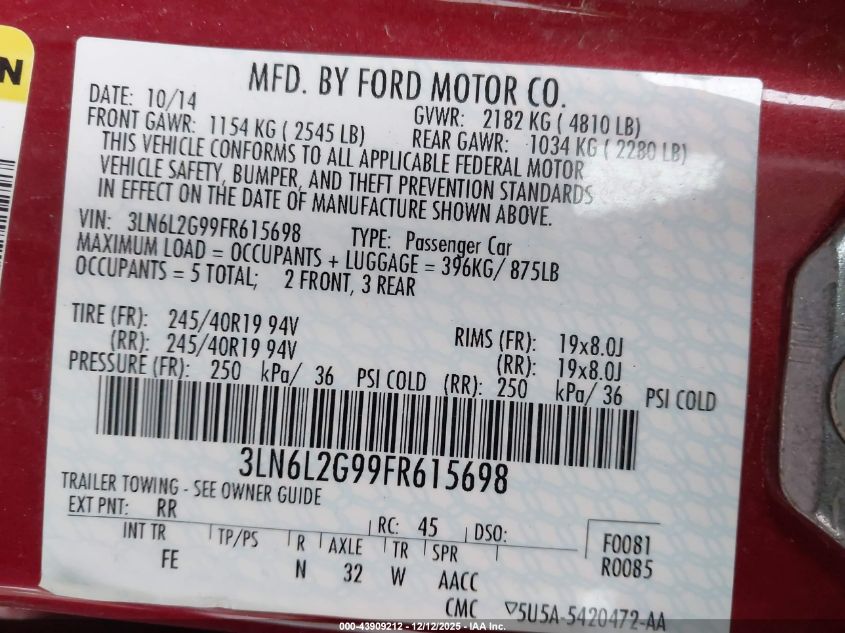 N
MFD. BY FORD MOTOR CO.
DATE: 10/14 GVWR: 2182 KG ( 4810 LB)
FRONT GAWR: 1154 KG ( 2545 LB) REAR GAWR: 1034 KG ( 2280 LB)
THIS VEHICLE CONFORMS TO ALL APPLICABLE FEDERAL MOTOR
VEHICLE SAFETY, BUMPER, AND THEFT PREVENTION STANDARDS
IN EFFECT ON THE DATE OF MANUFACTURE SHOWN ABOVE.
VIN: 3LN6L2G99FR615698 TYPE: Passenger Car
MAXIMUM LOAD = OCCUPANTS + LUGGAGE = 396KG/ 875LB
OCCUPANTS = 5 TOTAL; 2 FRONT, 3 REAR
TIRE (FR): 245/40R19 94V RIMS (FR): 19x8.0J
(RR): 245/40R19 94V (RR): 19x8.0J
PRESSURE (FR): 250 kPa/ 36 PSI COLD (RR): 250 kPa/ 36 PSI COLD
3LN6L2G99FR615698
TRAILER TOWING - SEE OWNER GUIDE
EXT PNT: RR RC: 45 DSO: F0081
INT TR TP/PS R AXLE TR SPR R0085
FE N 32 W AACC
CMC ▽5U5A-5420472-AA
000-43909212 - 12/12/2025 - IAA Inc.